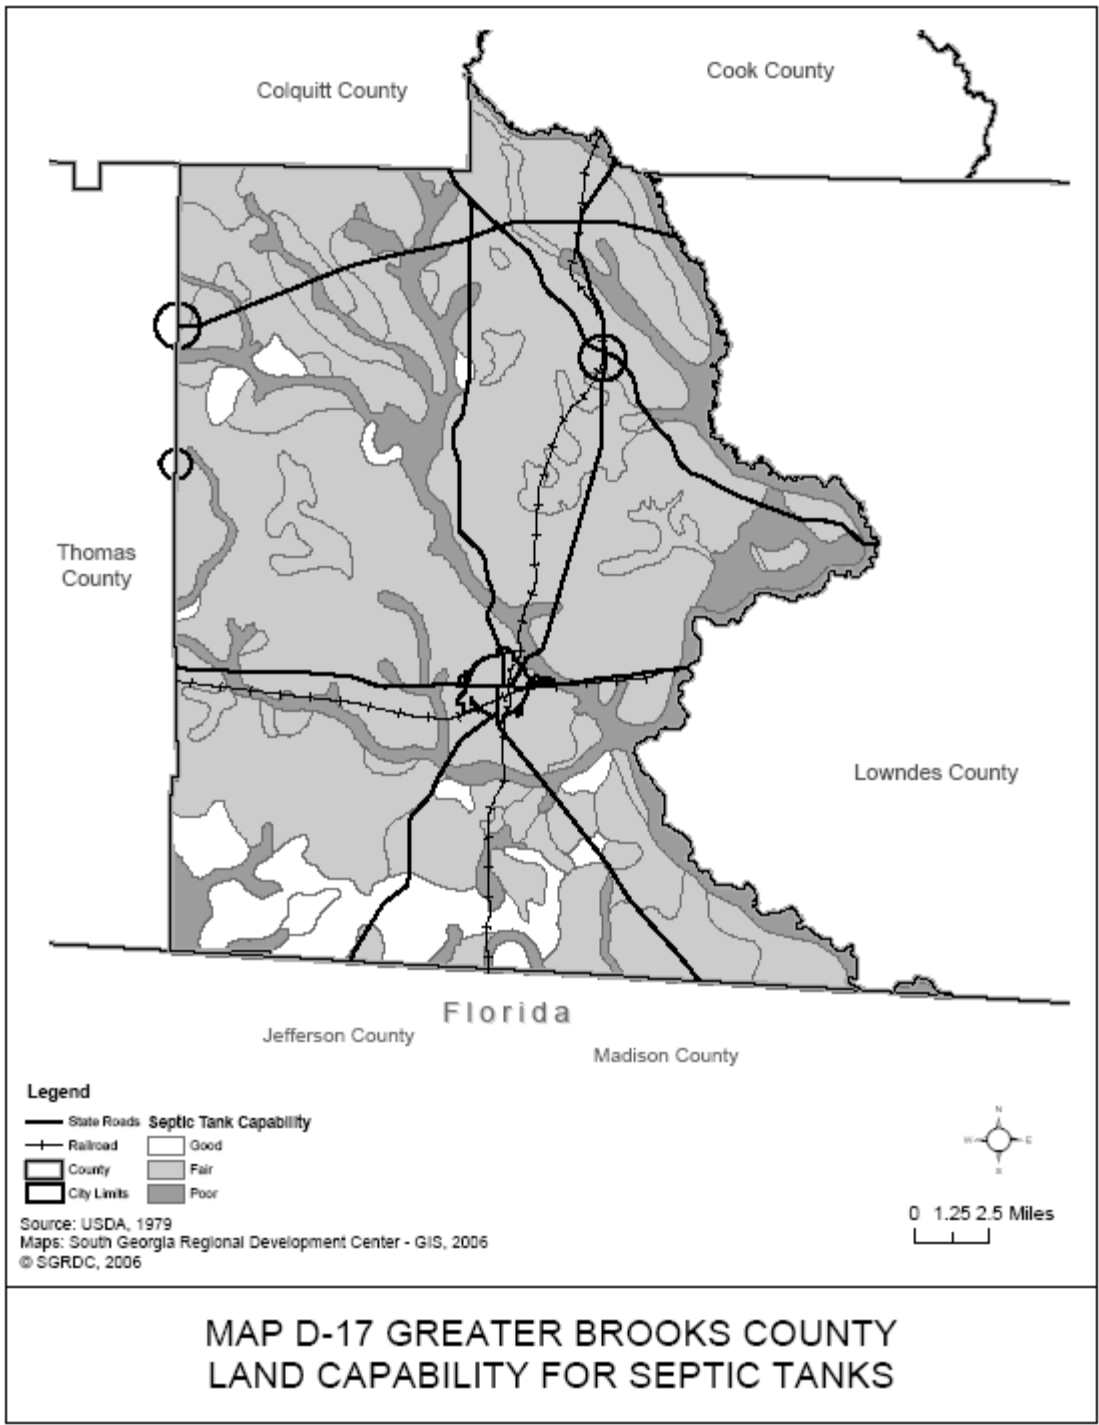 Colquitt County
Cook County
Thomas
County
Lowndes County
Florida
Jefferson County
Madison County
Legend
State Roads
Railroad
County
City Limits
Septic Tank Capability
Good
Fair
Poor
N
W
E
S
0 1.25 2.5 Miles
Source: USDA, 1979
Maps: South Georgia Regional Development Center - GIS, 2006
© SGRDC, 2006
MAP D-17 GREATER BROOKS COUNTY
LAND CAPABILITY FOR SEPTIC TANKS